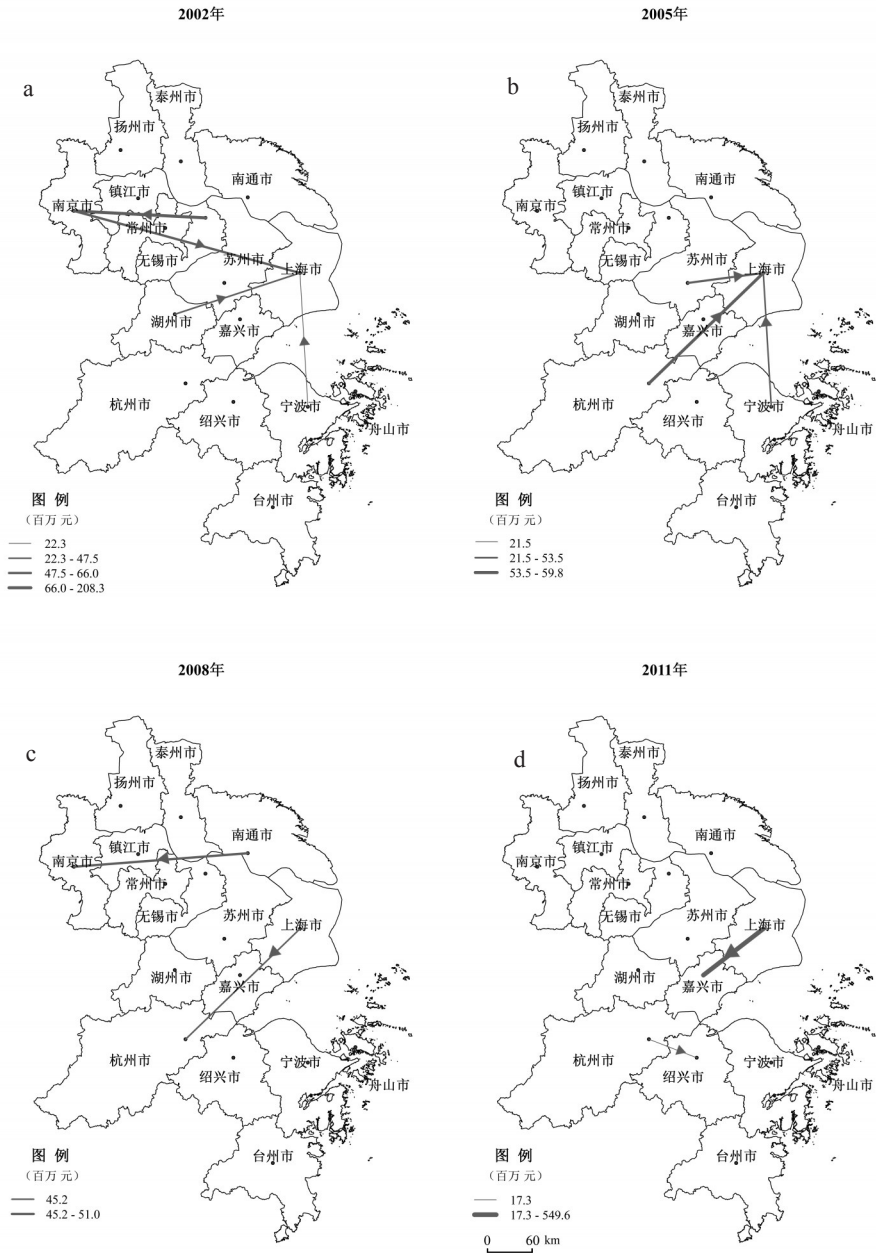 2002年
a
泰州市
扬州市
南通市
镇江市
南京市
常州市
无锡市
苏州市
上海市
湖州市
嘉兴市
杭州市
绍兴市
宁波市
舟山市
台州市
图 例
（百万 元）
22.3
22.3 - 47.5
47.5 - 66.0
66.0 - 208.3
2005年
b
泰州市
扬州市
南通市
镇江市
南京市
常州市
无锡市
苏州市
上海市
湖州市
嘉兴市
杭州市
绍兴市
宁波市
舟山市
台州市
图 例
（百万 元）
21.5
21.5 - 53.5
53.5 - 59.8
2008年
c
泰州市
扬州市
南通市
镇江市
南京市
常州市
无锡市
苏州市
上海市
湖州市
嘉兴市
杭州市
绍兴市
宁波市
舟山市
台州市
图 例
（百万 元）
45.2
45.2 - 51.0
2011年
d
泰州市
扬州市
南通市
镇江市
南京市
常州市
无锡市
苏州市
上海市
湖州市
嘉兴市
杭州市
绍兴市
宁波市
舟山市
台州市
图 例
（百万 元）
17.3
17.3 - 549.6
0 60 km